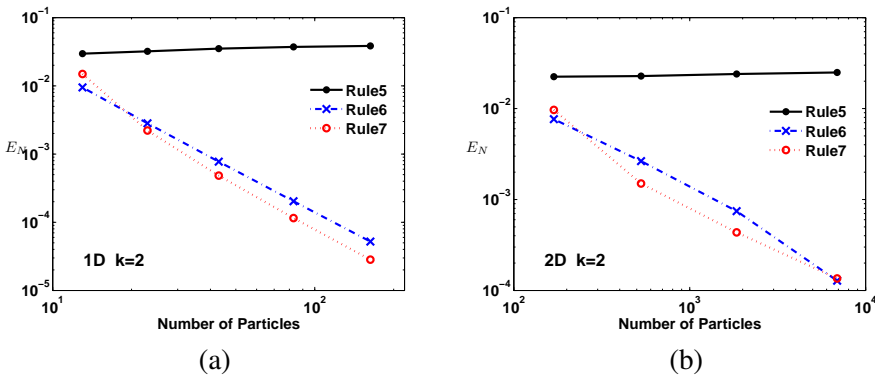 10^-1
10^-2
10^-3
10^-4
10^-5
E_N
Rule5
Rule6
Rule7
1D k=2
10^1
10^2
Number of Particles
(a)
10^-1
10^-2
10^-3
10^-4
E_N
Rule5
Rule6
Rule7
2D k=2
10^2
10^3
10^4
Number of Particles
(b)